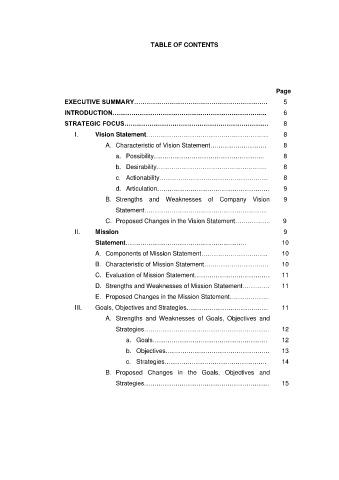 TABLE OF CONTENTS
Page
EXECUTIVE SUMMARY………………………………………………………… 5
INTRODUCTION………………………………………………………………… 6
STRATEGIC FOCUS…………………………………………………………… 8
I. Vision Statement…………………………………………………… 8
A. Characteristic of Vision Statement……………………… 8
a. Possibility……………………………………………… 8
b. Desirability……………………………………………… 8
c. Actionability…………………………………………… 8
d. Articulation……………………………………………… 9
B. Strengths and Weaknesses of Company Vision 9
Statement……………………………………………………
C. Proposed Changes in the Vision Statement…………… 9
II. Mission 9
Statement…………………………………………………… 10
A. Components of Mission Statement…………………………… 10
B. Characteristic of Mission Statement………………………… 10
C. Evaluation of Mission Statement……………………………… 11
D. Strengths and Weaknesses of Mission Statement………… 11
E. Proposed Changes in the Mission Statement………………
III. Goals, Objectives and Strategies………………………………… 11
A. Strengths and Weaknesses of Goals, Objectives and
Strategies…………………………………………………… 12
a. Goals………………………………………………… 12
b. Objectives…………………………………………… 13
c. Strategies…………………………………………… 14
B. Proposed Changes in the Goals, Objectives and
Strategies…………………………………………………… 15